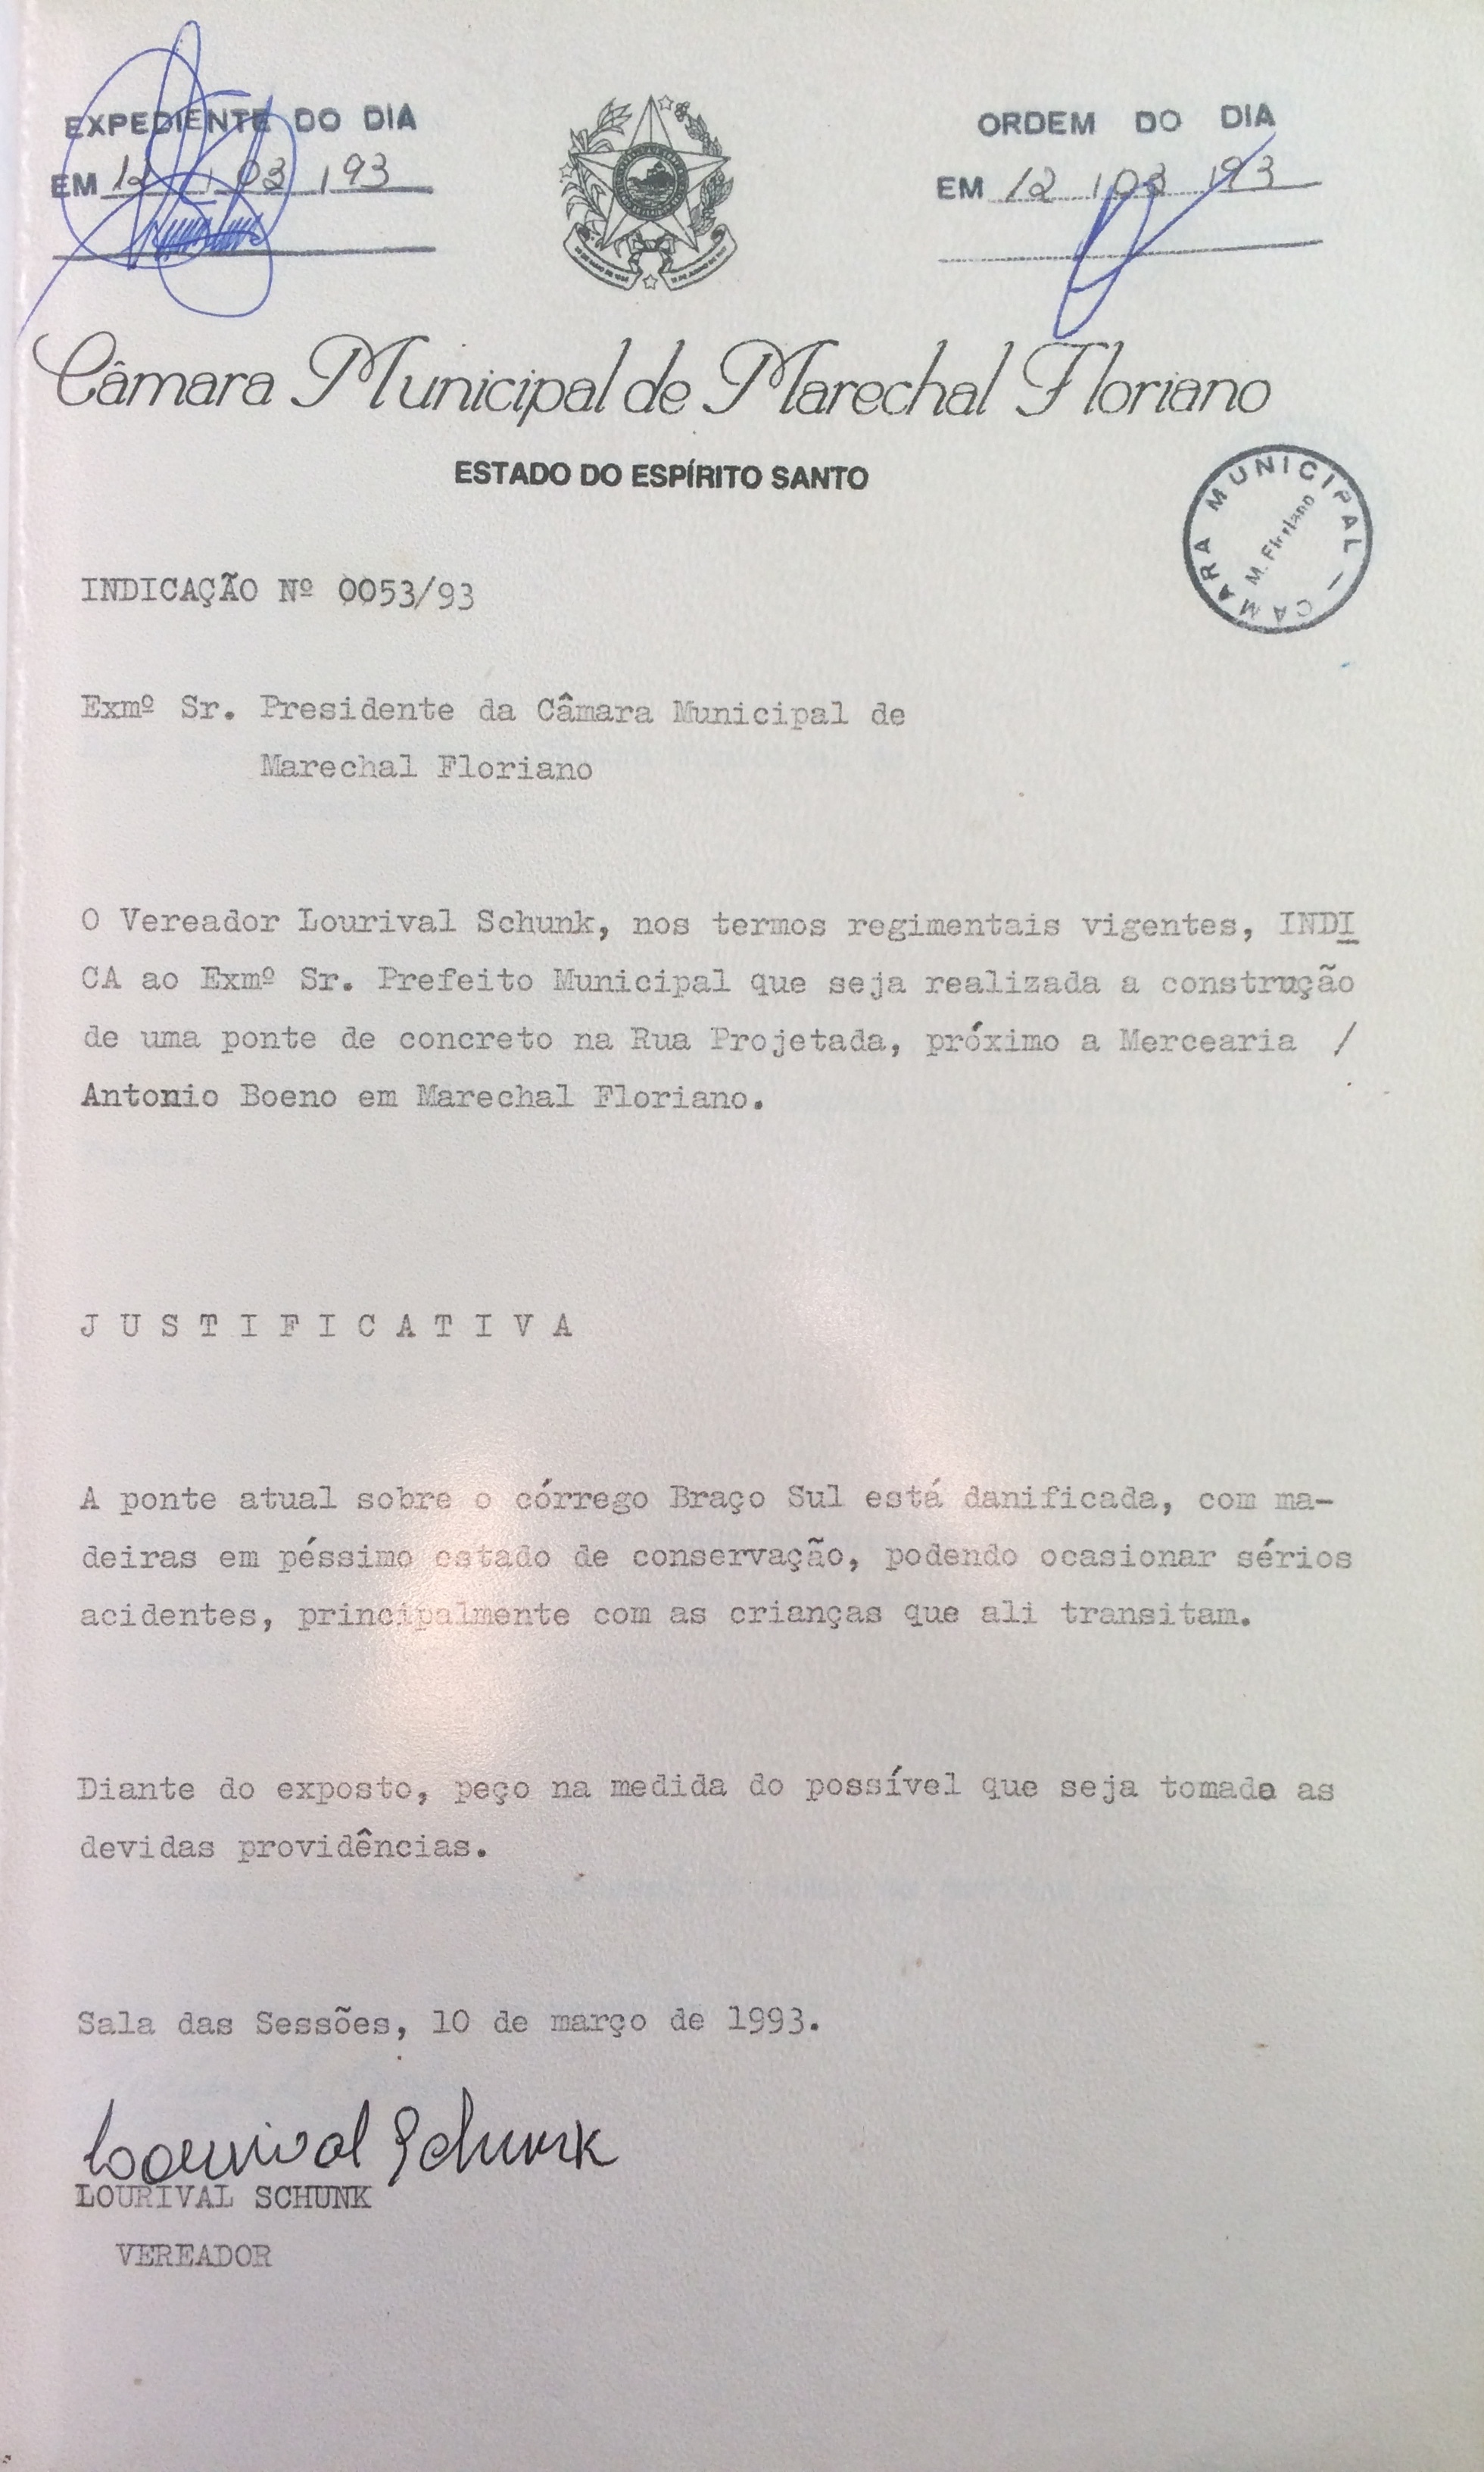 EXPEDIENTE DO DIA
EM 12 / 03 / 93
ORDEM DO DIA
EM 12 / 03 / 93
Câmara Municipal de Marechal Floriano
ESTADO DO ESPÍRITO SANTO
CAMARA MUNICIPAL –
M. Floriano
INDICAÇÃO Nº 0053/93
Exmº Sr. Presidente da Câmara Municipal de
Marechal Floriano
O Vereador Lourival Schunk, nos termos regimentais vigentes, INDI
CA ao Exmº Sr. Prefeito Municipal que seja realizada a construção
de uma ponte de concreto na Rua Projetada, próximo a Mercearia /
Antonio Boeno em Marechal Floriano.
J U S T I F I C A T I V A
A ponte atual sobre o córrego Braço Sul está danificada, com ma-
deiras em péssimo estado de conservação, podendo ocasionar sérios
acidentes, principalmente com as crianças que ali transitam.
Diante do exposto, peço na medida do possível que seja tomada as
devidas providências.
Sala das Sessões, 10 de março de 1993.
Lourival Schunk
LOURIVAL SCHUNK
VEREADOR